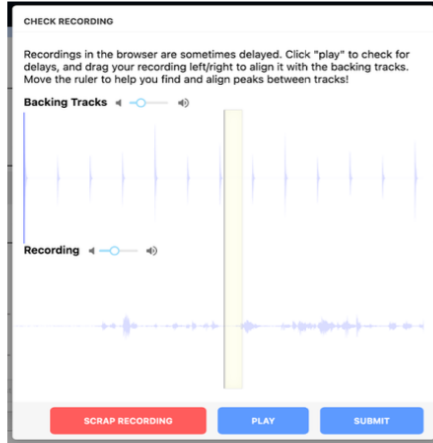 CHECK RECORDING
Recordings in the browser are sometimes delayed. Click "play" to check for
delays, and drag your recording left/right to align it with the backing tracks.
Move the ruler to help you find and align peaks between tracks!
Backing Tracks
Recording
SCRAP RECORDING PLAY SUBMIT